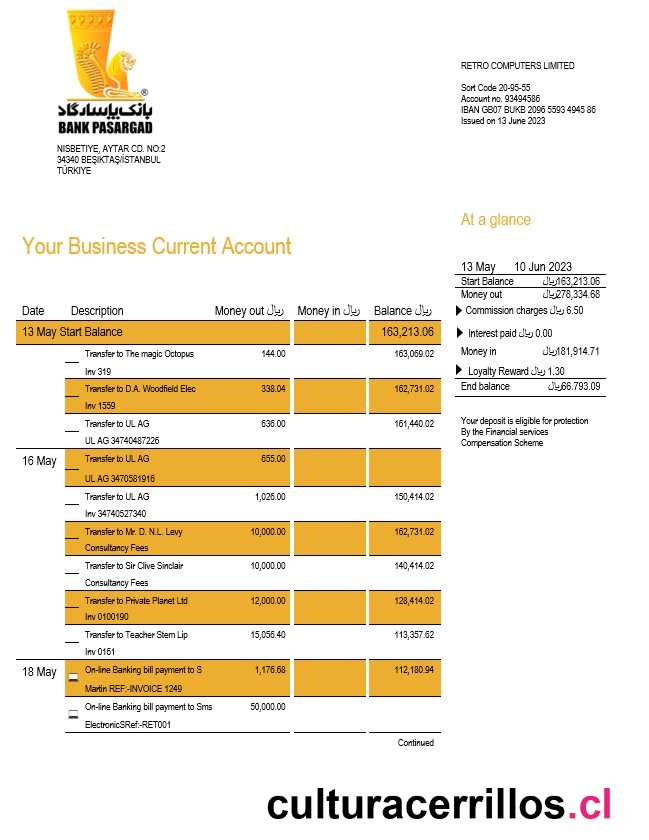 ®
بانک پاسارگاد
BANK PASARGAD
NISBETIYE, AYTAR CD. NO:2
34340 BEŞIKTAŞ/ISTANBUL
TÜRKIYE
RETRO COMPUTERS LIMITED
Sort Code 20-95-55
Account no. 93494586
IBAN GB07 BUKB 2096 5593 4945 86
Issued on 13 June 2023
At a glance
13 May 10 Jun 2023
Start Balance ریال163,213.06
Money out ریال278,334.68
Commission charges ریال 6.50
Interest paid ریال 0.00
Money in ریال181,914.71
Loyalty Reward ریال 1.30
End balance ریال66.793.09
Your deposit is eligible for protection
By the Financial services
Compensation Scheme
Your Business Current Account
Date Description Money out ریال Money in ریال Balance ریال
13 May Start Balance 163,213.06
Transfer to The magic Octopus 144.00 163,069.02
Inv 319
Transfer to D.A. Woodfield Elec 338.04 162,731.02
Inv 1559
Transfer to UL AG 636.00 161,440.02
UL AG 34740487226
16 May Transfer to UL AG 655.00
UL AG 3470581916
Transfer to UL AG 1,026.00 150,414.02
Inv 34740527340
Transfer to Mr. D. N.L. Levy 10,000.00 162,731.02
Consultancy Fees
Transfer to Sir Clive Sinclair 10,000.00 140,414.02
Consultancy Fees
Transfer to Private Planet Ltd 12,000.00 128,414.02
Inv 0100190
Transfer to Teacher Stem Lip 15,056.40 113,357.62
Inv 0161
18 May On-line Banking bill payment to S 1,176.68 112,180.94
Martin REF:-INVOICE 1249
On-line Banking bill payment to Sms 50,000.00
ElectronicSRef:-RET001
Continued
culturacerrillos.cl